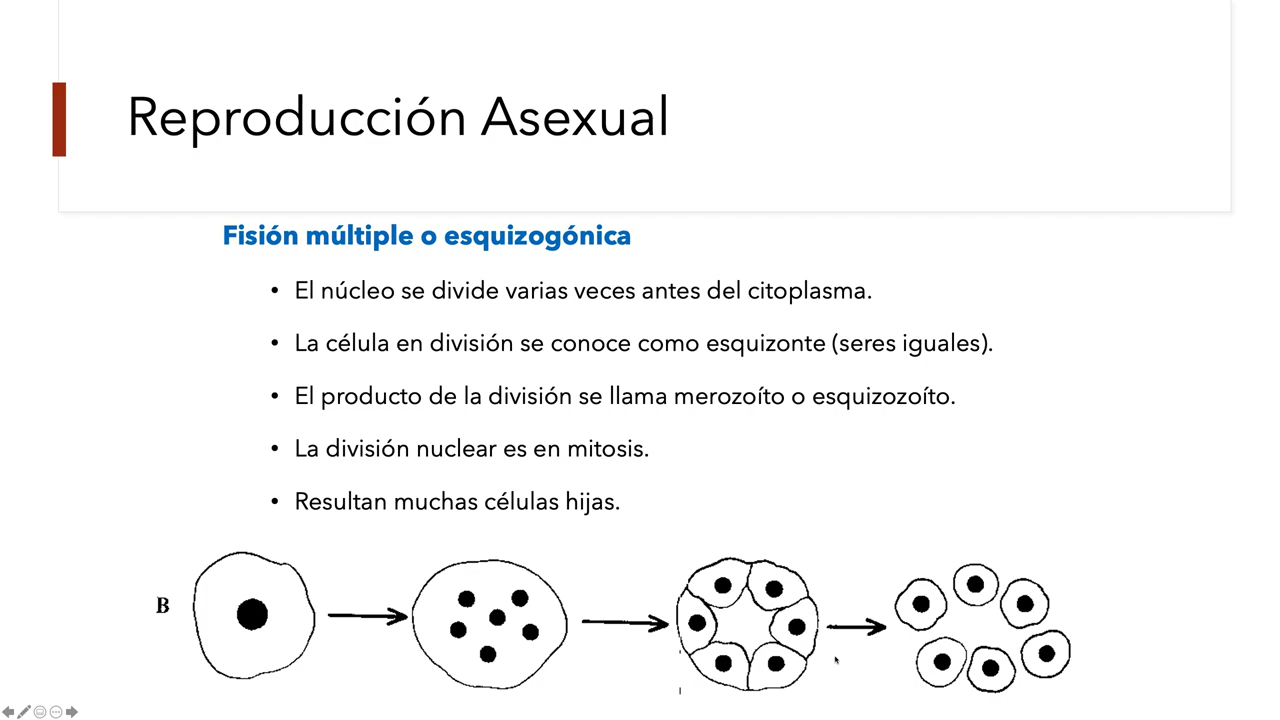 Reproducción Asexual
Fisión múltiple o esquizogónica
• El núcleo se divide varias veces antes del citoplasma.
• La célula en división se conoce como esquizonte (seres iguales).
• El producto de la división se llama merozoíto o esquizozoíto.
• La división nuclear es en mitosis.
• Resultan muchas células hijas.
B